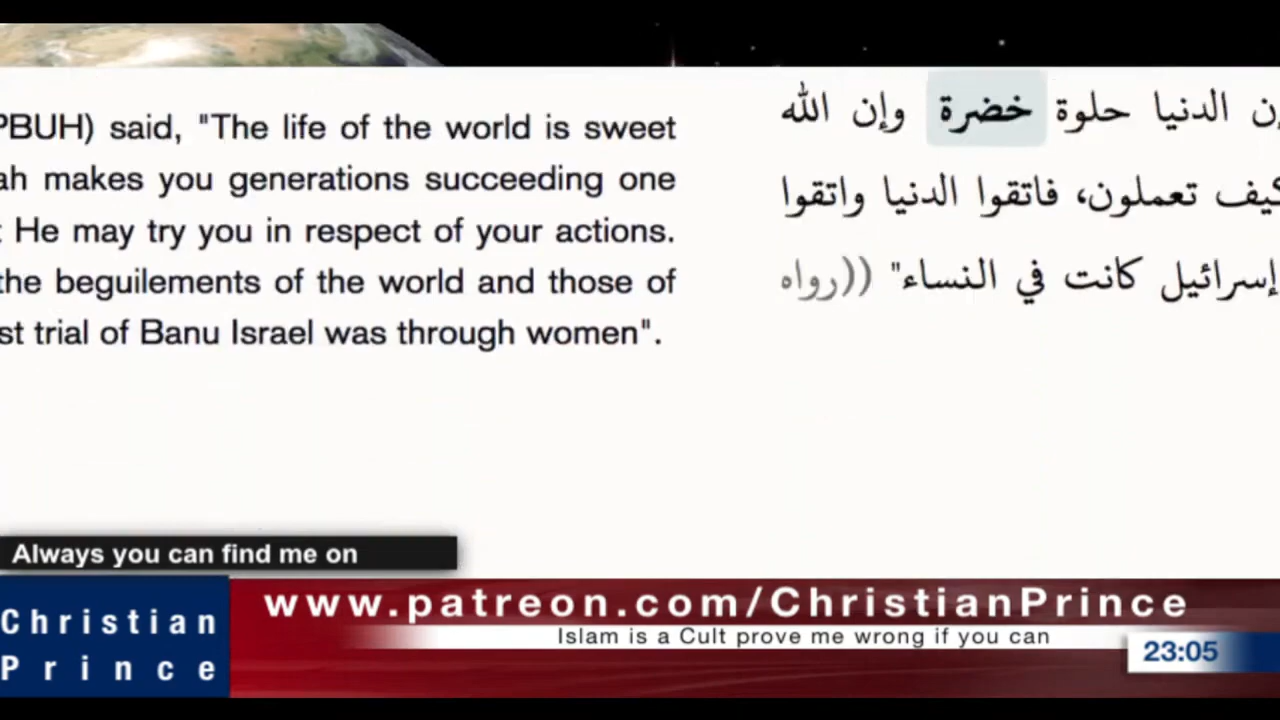 PBUH) said, "The life of the world is sweet
ah makes you generations succeeding one
He may try you in respect of your actions.
the beguilements of the world and those of
st trial of Banu Israel was through women".
ن الدنيا حلوة خضرة وإن الله
كيف تعملون، فاتقوا الدنيا واتقوا
إسرائيل كانت في النساء" ((رواه
Always you can find me on
Christian
Prince
www.patreon.com/ChristianPrince
Islam is a Cult prove me wrong if you can
23:05